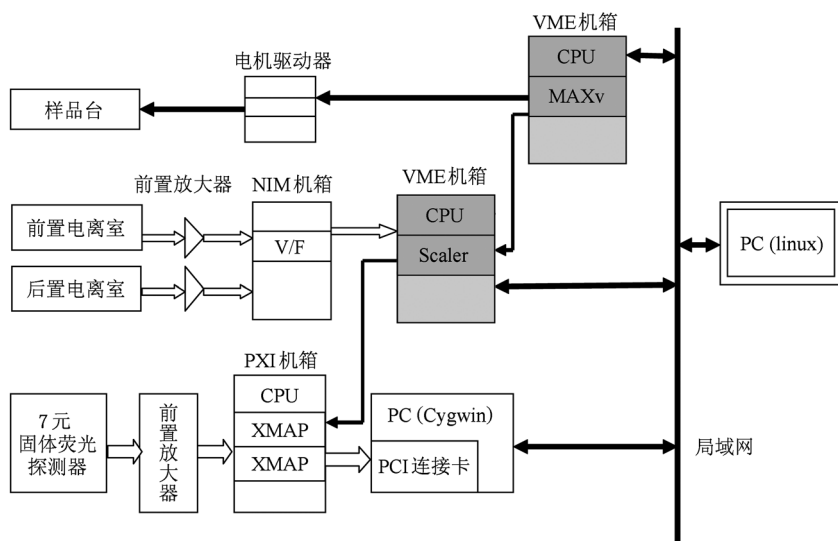 VME机箱
CPU
MAXv
电机驱动器
样品台
前置放大器
NIM机箱
VME机箱
前置电离室
V/F
CPU
Scaler
后置电离室
PC (linux)
PXI机箱
CPU
XMAP
XMAP
7元
固体荧光
探测器
前
置
放
大
器
PC (Cygwin)
PCI连接卡
局域网